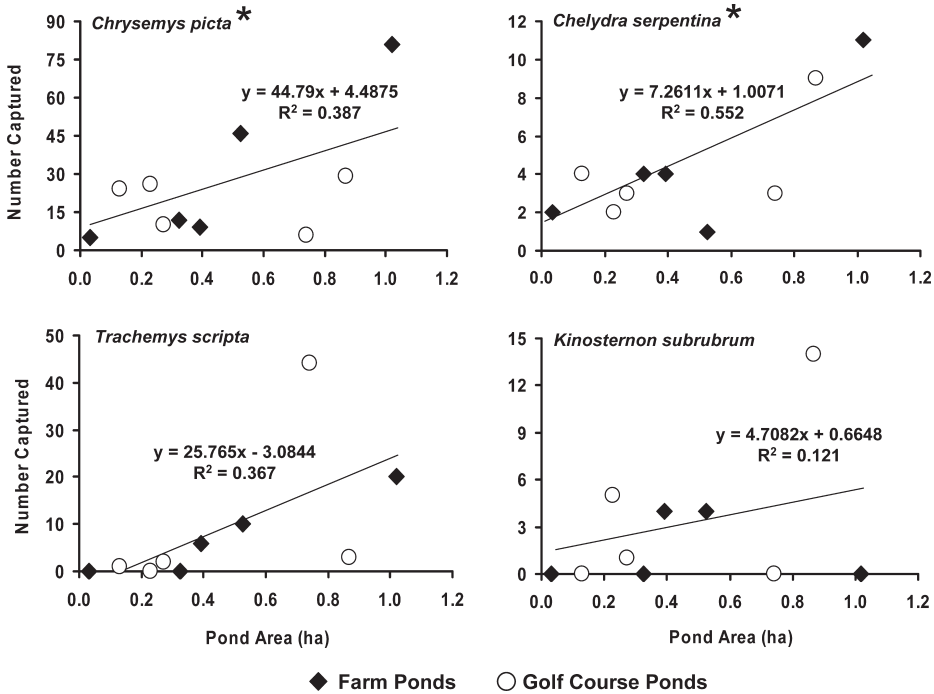 Chrysemys picta *
Number Captured
90
75
60
45
30
15
0
y = 44.79x + 4.4875
R² = 0.387
0.0 0.2 0.4 0.6 0.8 1.0 1.2
Chelydra serpentina *
12
10
8
6
4
2
0
y = 7.2611x + 1.0071
R² = 0.552
0.0 0.2 0.4 0.6 0.8 1.0 1.2
Trachemys scripta
Number Captured
50
40
30
20
10
0
y = 25.765x - 3.0844
R² = 0.367
0.0 0.2 0.4 0.6 0.8 1.0 1.2
Pond Area (ha)
Kinosternon subrubrum
15
12
9
6
3
0
y = 4.7082x + 0.6648
R² = 0.121
0.0 0.2 0.4 0.6 0.8 1.0 1.2
Pond Area (ha)
Farm Ponds Golf Course Ponds